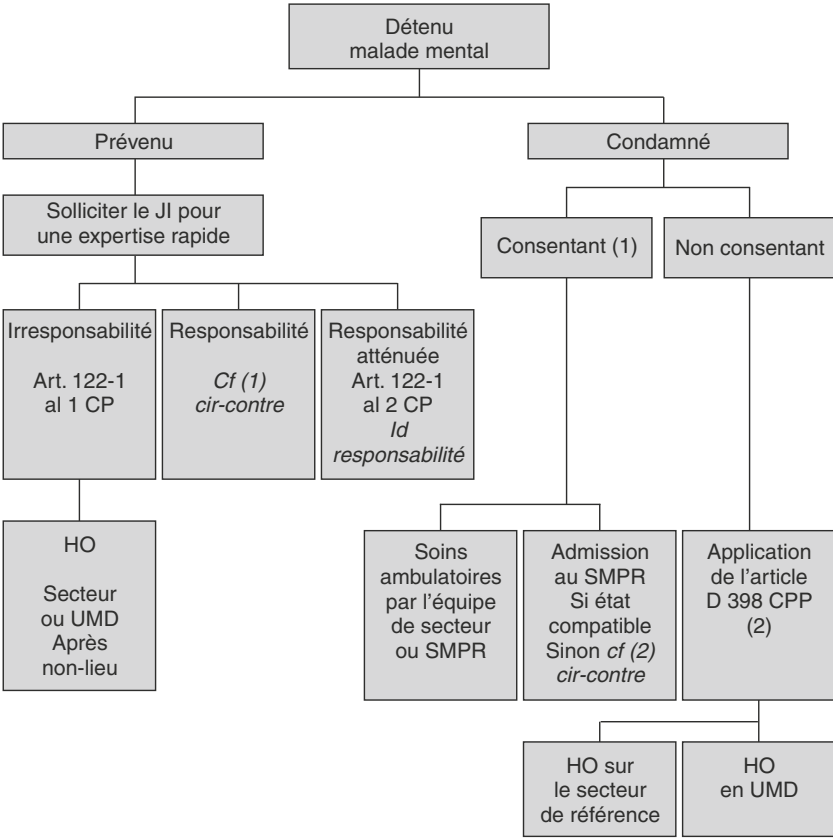 Détenu
malade mental
Prévenu
Condamné
Solliciter le JI pour
une expertise rapide
Consentant (1)
Non consentant
Irresponsabilité
Art. 122-1
al 1 CP
Responsabilité
Cf (1)
cir-contre
Responsabilité
atténuée
Art. 122-1
al 2 CP
Id
responsabilité
HO
Secteur
ou UMD
Après
non-lieu
Soins
ambulatoires
par l'équipe
de secteur
ou SMPR
Admission
au SMPR
Si état
compatible
Sinon cf (2)
cir-contre
Application
de l'article
D 398 CPP
(2)
HO sur
le secteur
de référence
HO
en UMD